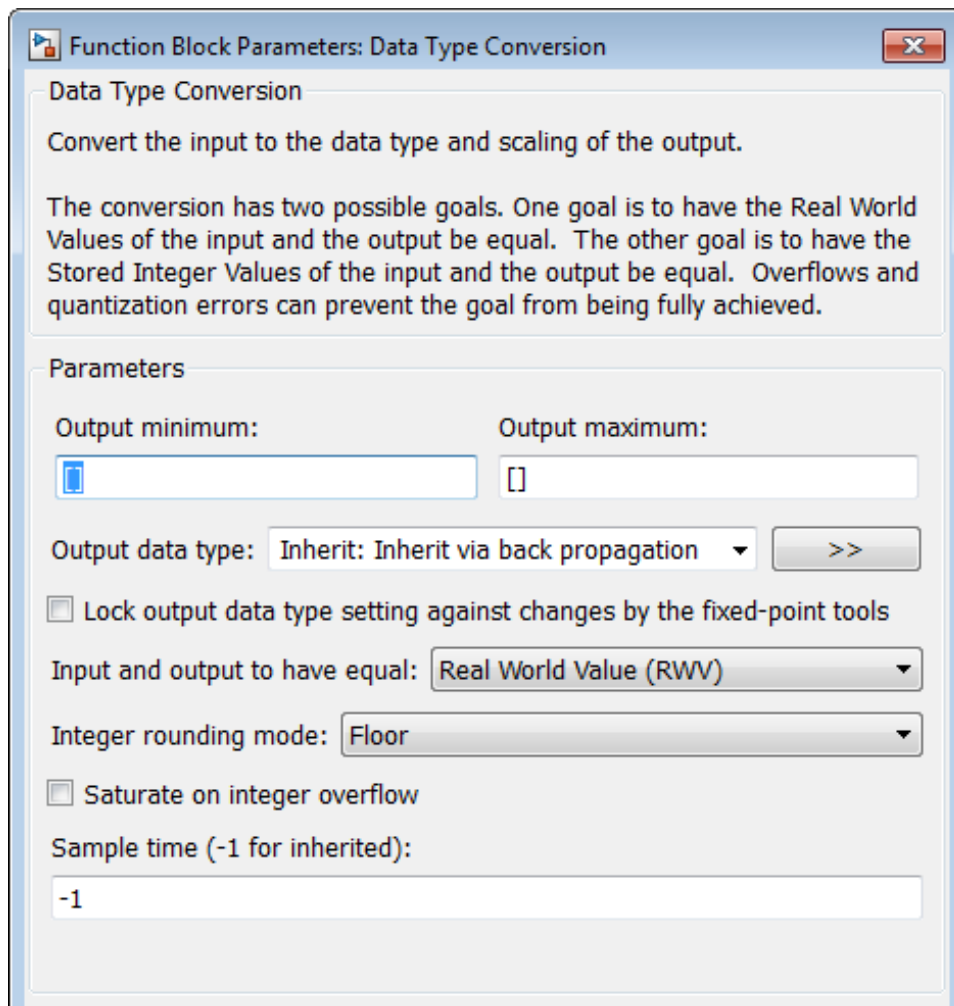 Function Block Parameters: Data Type Conversion
Data Type Conversion
Convert the input to the data type and scaling of the output.
The conversion has two possible goals. One goal is to have the Real World
Values of the input and the output be equal.  The other goal is to have the
Stored Integer Values of the input and the output be equal.  Overflows and
quantization errors can prevent the goal from being fully achieved.
Parameters
Output minimum: Output maximum:
[] []
Output data type: Inherit: Inherit via back propagation >>
Lock output data type setting against changes by the fixed-point tools
Input and output to have equal: Real World Value (RWV)
Integer rounding mode: Floor
Saturate on integer overflow
Sample time (-1 for inherited):
-1